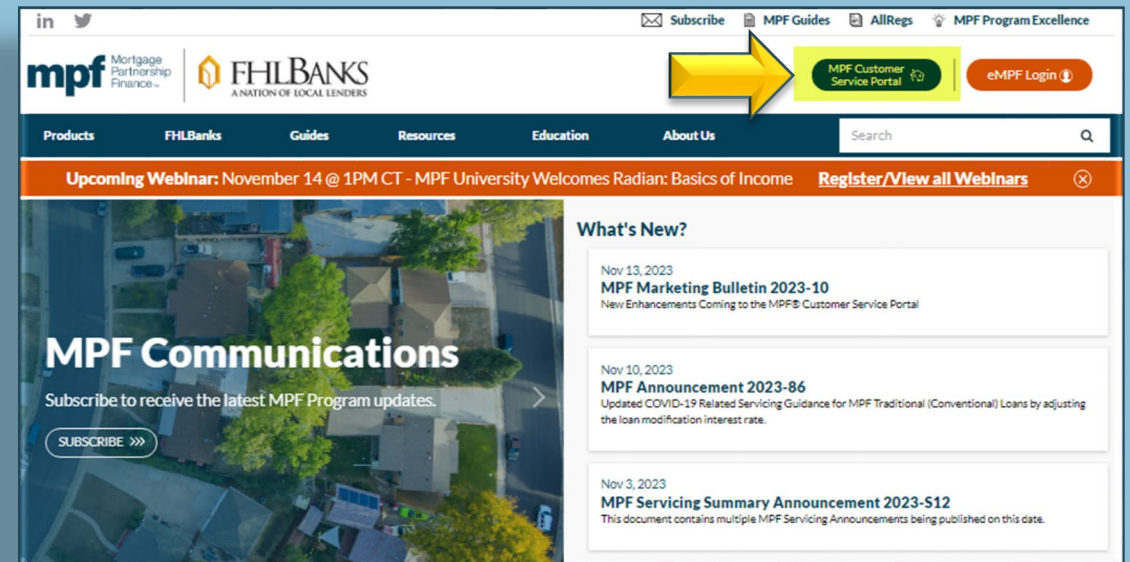 in
Subscribe MPF Guides AllRegs MPF Program Excellence
mpf Mortgage
Partnership
Finance℠
FHLBANKS
A NATION OF LOCAL LENDERS
MPF Customer
Service Portal
eMPF Login
Products FHLBanks Guides Resources Education About Us Search
Upcoming Webinar: November 14 @ 1PM CT - MPF University Welcomes Radian: Basics of Income Register/View all Webinars
What's New?
Nov 13, 2023
MPF Marketing Bulletin 2023-10
New Enhancements Coming to the MPF® Customer Service Portal
MPF Communications
Subscribe to receive the latest MPF Program updates.
SUBSCRIBE >>>
Nov 10, 2023
MPF Announcement 2023-86
Updated COVID-19 Related Servicing Guidance for MPF Traditional (Conventional) Loans by adjusting
the loan modification interest rate.
Nov 3, 2023
MPF Servicing Summary Announcement 2023-S12
This document contains multiple MPF Servicing Announcements being published on this date.